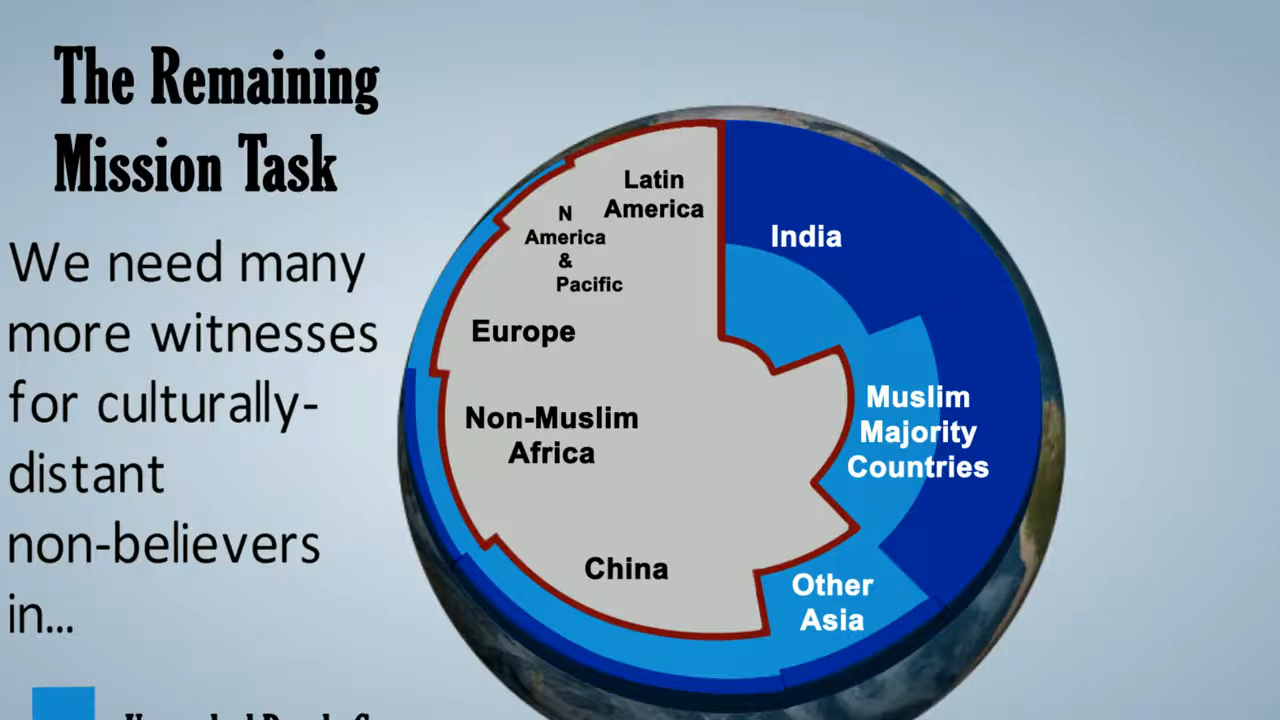 The Remaining
Mission Task
We need many
more witnesses
for culturally-
distant
non-believers
in...
Latin
America
N
America
&
Pacific
Europe
Non-Muslim
Africa
China
India
Muslim
Majority
Countries
Other
Asia